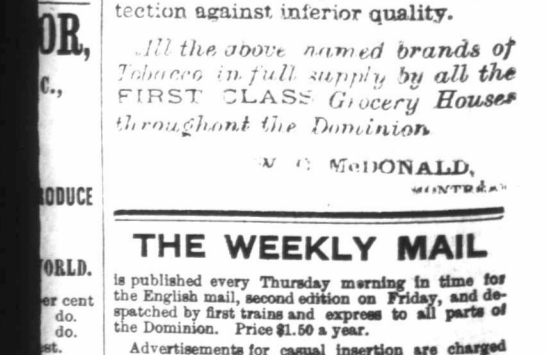 OR,
C.,
RODUCE
ORLD.
er cent
do.
do.
st.
tection against inferior quality.
All the above named brands of
Tobacco in full supply by all the
FIRST CLASS Grocery Houses
throughont the Dominion
W. C. McDONALD,
MONTREAL
THE WEEKLY MAIL
is published every Thursday morning in time for
the English mail, second edition on Friday, and de-
spatched by first trains and express to all parts of
the Dominion. Price $1.50 a year.
Advertisements for casual insertion are charged